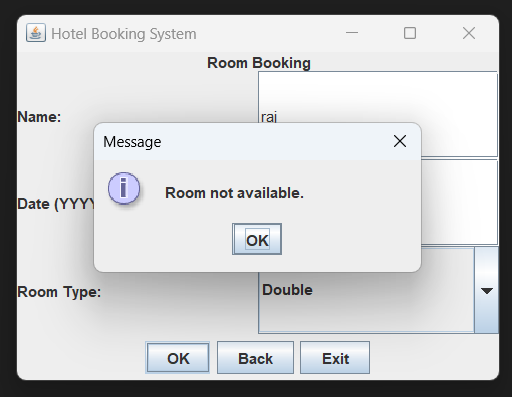 Hotel Booking System
Room Booking
Name:
raj
Message
Date (YYYY
Room not available.
OK
Room Type:
Double
OK
Back
Exit